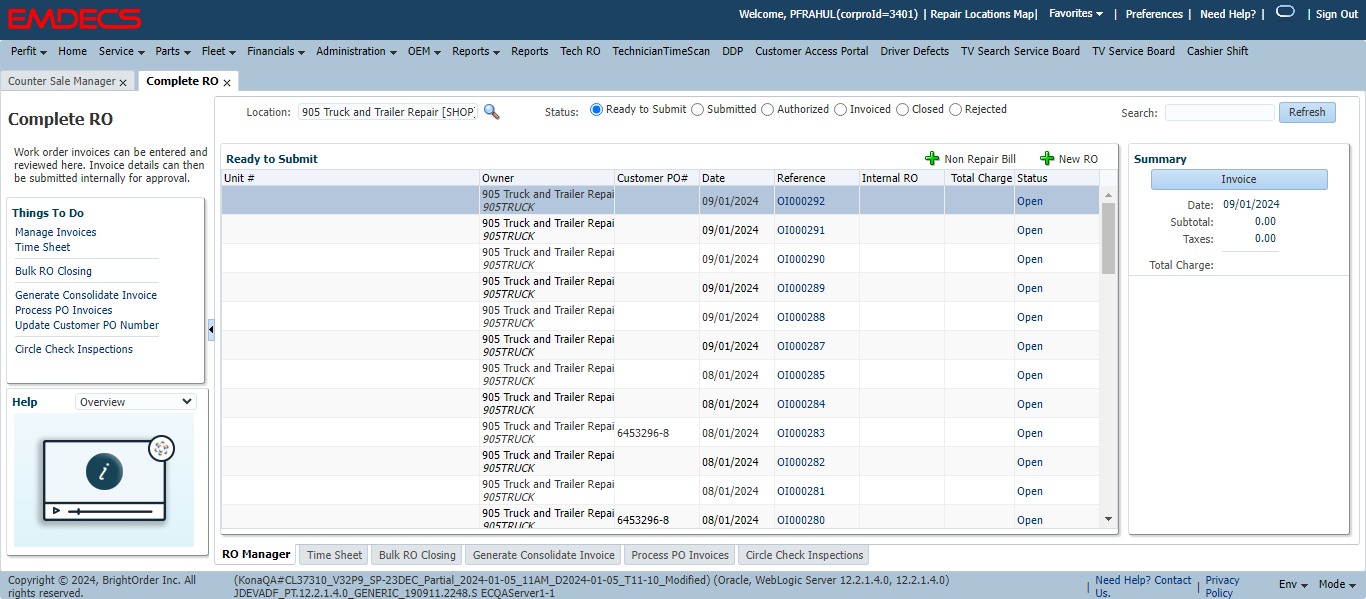 EMDECS
Welcome, PFRAHUL(corproId=3401) | Repair Locations Map| Favorites | Preferences | Need Help? | | Sign Out
Perfit Home Service Parts Fleet Financials Administration OEM Reports Reports Tech RO TechnicianTimeScan DDP Customer Access Portal Driver Defects TV Search Service Board TV Service Board Cashier Shift
Counter Sale Manager x Complete RO x
Complete RO
Work order invoices can be entered and
reviewed here. Invoice details can then
be submitted internally for approval.
Things To Do
Manage Invoices
Time Sheet
Bulk RO Closing
Generate Consolidate Invoice
Process PO Invoices
Update Customer PO Number
Circle Check Inspections
Help Overview
i
Location: 905 Truck and Trailer Repair [SHOP] Status: Ready to Submit Submitted Authorized Invoiced Closed Rejected Search: Refresh
Ready to Submit Non Repair Bill New RO
Unit # Owner Customer PO# Date Reference Internal RO Total Charge Status
905 Truck and Trailer Repai
905TRUCK 09/01/2024 OI000292 Open
905 Truck and Trailer Repai
905TRUCK 09/01/2024 OI000291 Open
905 Truck and Trailer Repai
905TRUCK 09/01/2024 OI000290 Open
905 Truck and Trailer Repai
905TRUCK 09/01/2024 OI000289 Open
905 Truck and Trailer Repai
905TRUCK 09/01/2024 OI000288 Open
905 Truck and Trailer Repai
905TRUCK 09/01/2024 OI000287 Open
905 Truck and Trailer Repai
905TRUCK 08/01/2024 OI000285 Open
905 Truck and Trailer Repai
905TRUCK 08/01/2024 OI000284 Open
905 Truck and Trailer Repai
905TRUCK 6453296-8 08/01/2024 OI000283 Open
905 Truck and Trailer Repai
905TRUCK 08/01/2024 OI000282 Open
905 Truck and Trailer Repai
905TRUCK 08/01/2024 OI000281 Open
905 Truck and Trailer Repai
905TRUCK 6453296-8 08/01/2024 OI000280 Open
Summary
Invoice
Date: 09/01/2024
Subtotal: 0.00
Taxes: 0.00
Total Charge:
RO Manager Time Sheet Bulk RO Closing Generate Consolidate Invoice Process PO Invoices Circle Check Inspections
Copyright © 2024, BrightOrder Inc. All
rights reserved.
(KonaQA#CL37310_V32P9_SP-23DEC_Partial_2024-01-05_11AM_D2024-01-05_T11-10_Modified) (Oracle, WebLogic Server 12.2.1.4.0, 12.2.1.4.0)
JDEVADF_PT.12.2.1.4.0_GENERIC_190911.2248.S ECQAServer1-1
| Need Help? Contact
Us.
| Privacy
Policy
Env Mode